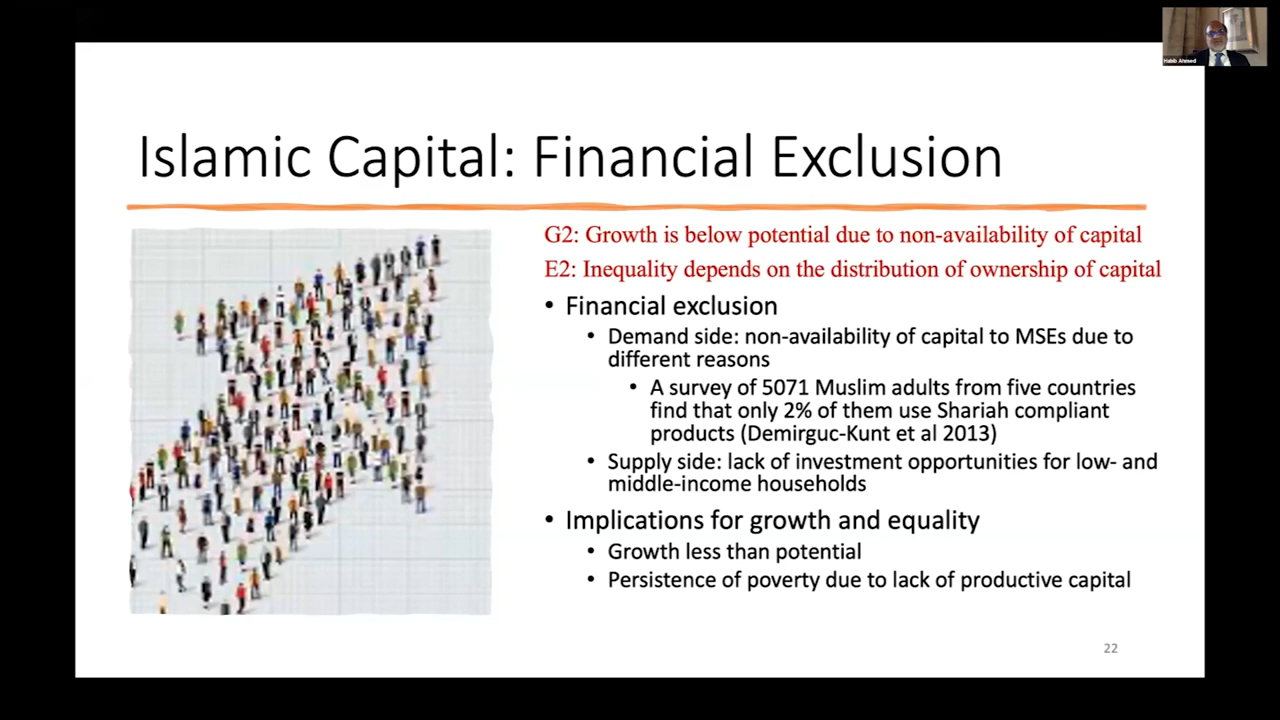 Habib Ahmed
Islamic Capital: Financial Exclusion
G2: Growth is below potential due to non-availability of capital
E2: Inequality depends on the distribution of ownership of capital
• Financial exclusion
• Demand side: non-availability of capital to MSEs due to
different reasons
• A survey of 5071 Muslim adults from five countries
find that only 2% of them use Shariah compliant
products (Demirguc-Kunt et al 2013)
• Supply side: lack of investment opportunities for low- and
middle-income households
• Implications for growth and equality
• Growth less than potential
• Persistence of poverty due to lack of productive capital
22